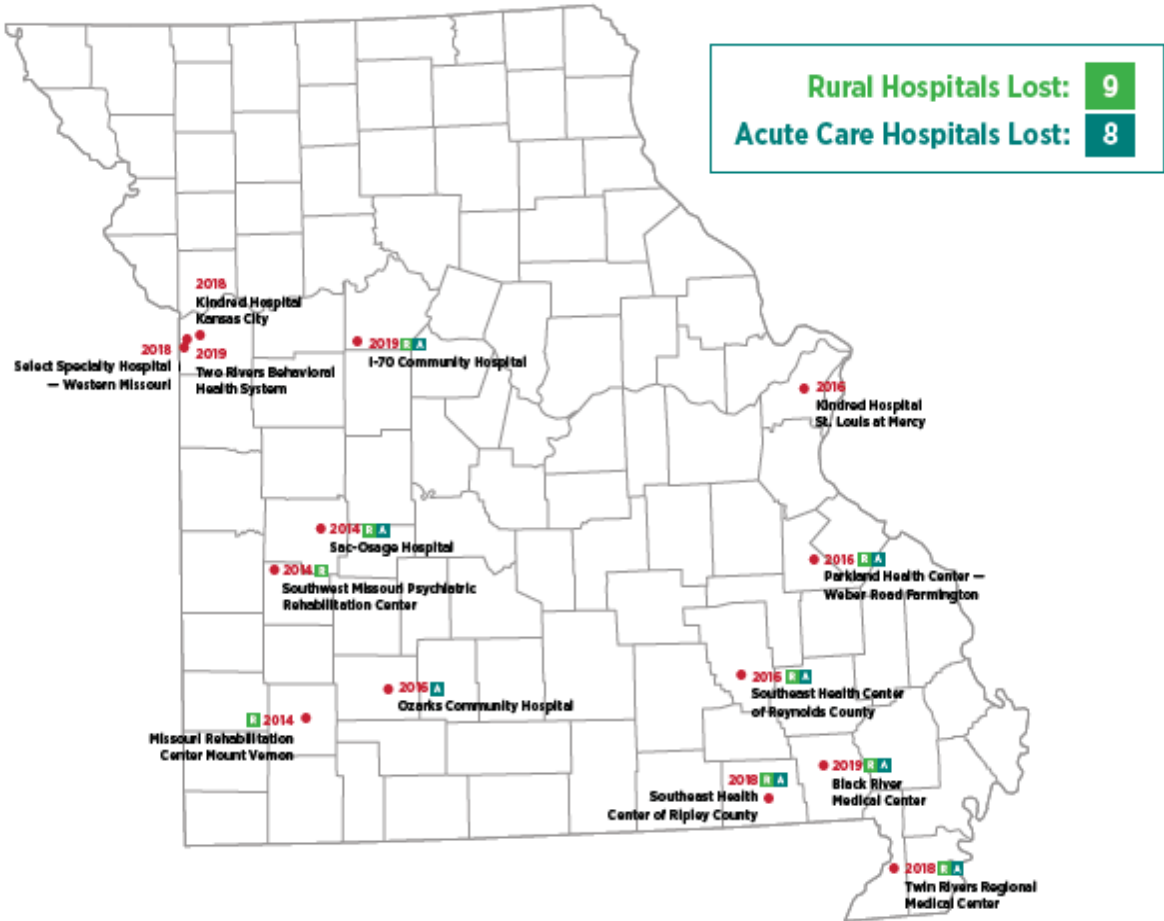 Rural Hospitals Lost: 9
Acute Care Hospitals Lost: 8
2018
Kindred Hospital
Kansas City
2018
Select Specialty Hospital
— Western Missouri
2019
Two Rivers Behavioral
Health System
2019 R A
I-70 Community Hospital
2016
Kindred Hospital
St. Louis at Mercy
2014 R A
Sac-Osage Hospital
2014 R
Southwest Missouri Psychiatric
Rehabilitation Center
2016 R A
Parkland Health Center —
Weber Road Farmington
2016 A
Ozarks Community Hospital
2016 R A
Southeast Health Center
of Reynolds County
R 2014
Missouri Rehabilitation
Center Mount Vernon
2018 R A
Southeast Health
Center of Ripley County
2019 R A
Black River
Medical Center
2018 R A
Twin Rivers Regional
Medical Center